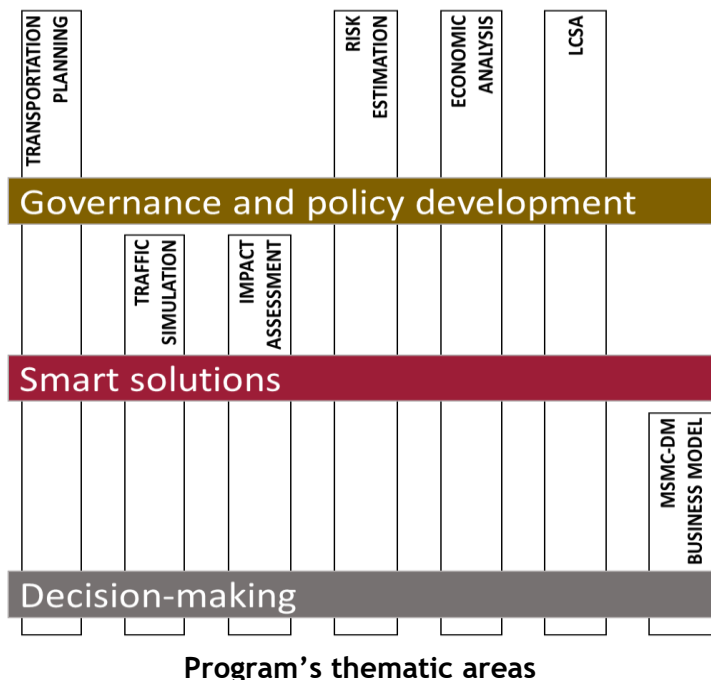 TRANSPORTATION
PLANNING
RISK
ESTIMATION
ECONOMIC
ANALYSIS
LCSA
Governance and policy development
TRAFFIC
SIMULATION
IMPACT
ASSESSMENT
Smart solutions
MSMC-DM
BUSINESS MODEL
Decision-making
Program’s thematic areas